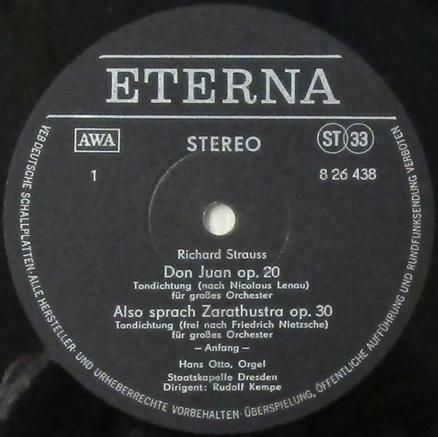 ETERNA
AWA
STEREO
ST 33
1
8 26 438
Richard Strauss
Don Juan op. 20
Tondichtung (nach Nicolaus Lenau)
für großes Orchester
Also sprach Zarathustra op. 30
Tondichtung (frei nach Friedrich Nietzsche)
für großes Orchester
— Anfang —
Hans Otto, Orgel
Staatskapelle Dresden
Dirigent: Rudolf Kempe
VEB DEUTSCHE SCHALLPLATTEN·ALLE HERSTELLER- UND URHEBERRECHTE VORBEHALTEN·ÜBERSPIELUNG, ÖFFENTLICHE AUFFÜHRUNG UND RUNDFUNKSENDUNG VERBOTEN